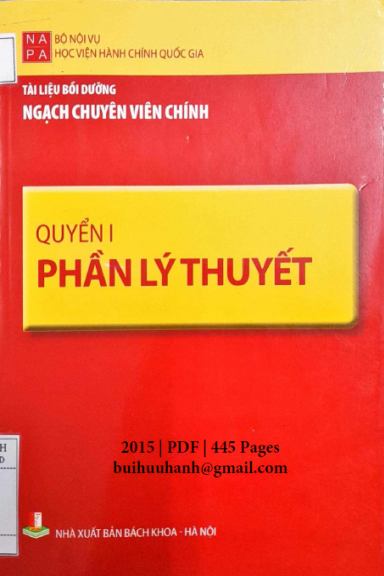 NA
PA
BỘ NỘI VỤ
HỌC VIỆN HÀNH CHÍNH QUỐC GIA
TÀI LIỆU BỒI DƯỠNG
NGẠCH CHUYÊN VIÊN CHÍNH
QUYỂN I
PHẦN LÝ THUYẾT
2015 | PDF | 445 Pages
buihuuhanh@gmail.com
H
D
NHÀ XUẤT BẢN BÁCH KHOA - HÀ NỘI